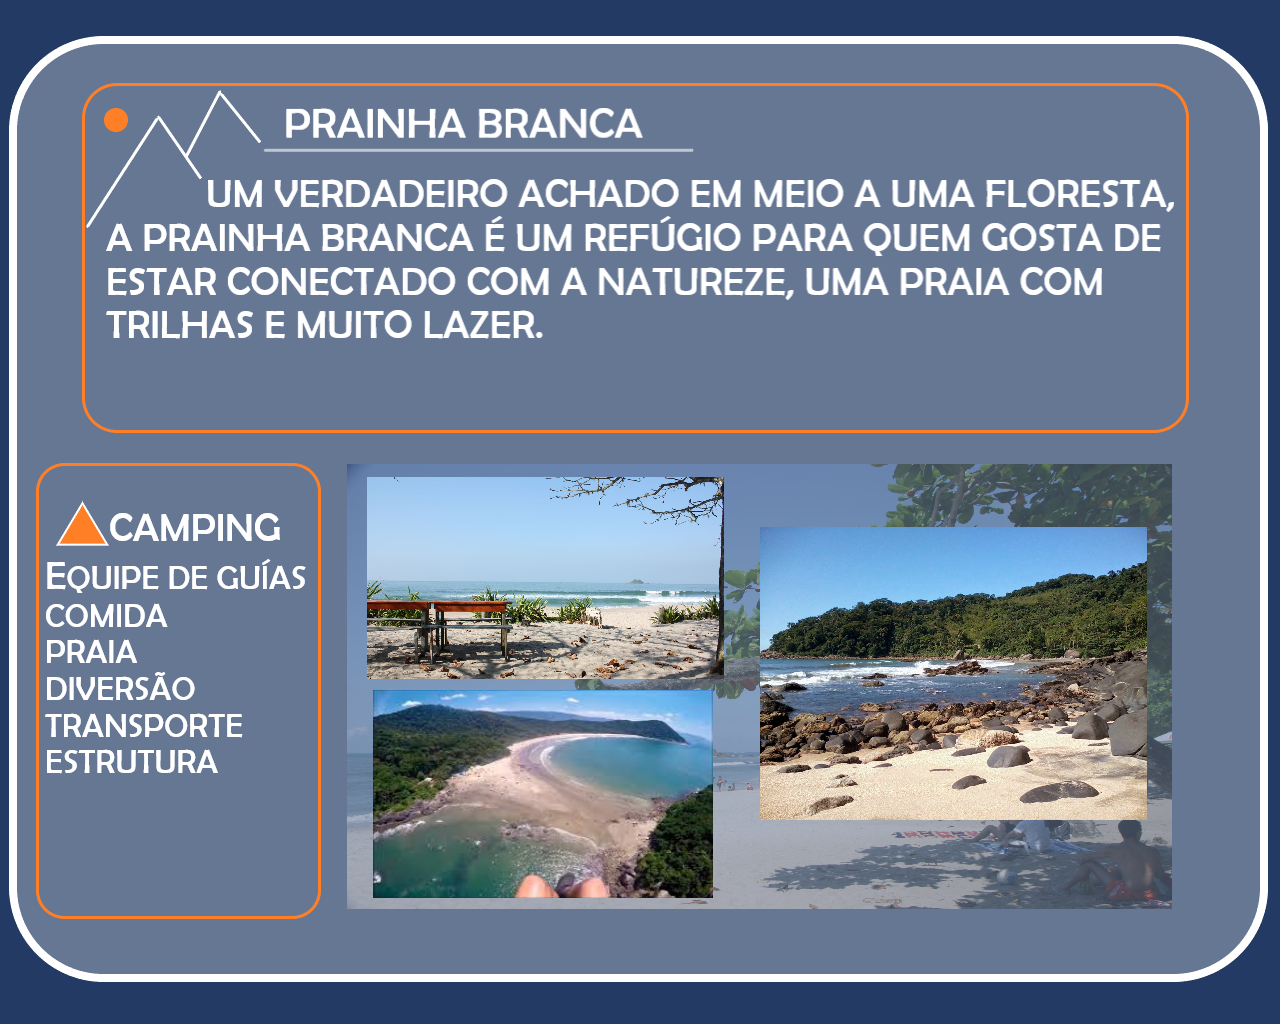 PRAINHA BRANCA
UM VERDADEIRO ACHADO EM MEIO A UMA FLORESTA,
A PRAINHA BRANCA É UM REFÚGIO PARA QUEM GOSTA DE
ESTAR CONECTADO COM A NATUREZE, UMA PRAIA COM
TRILHAS E MUITO LAZER.
CAMPING
EQUIPE DE GUÍAS
COMIDA
PRAIA
DIVERSÃO
TRANSPORTE
ESTRUTURA